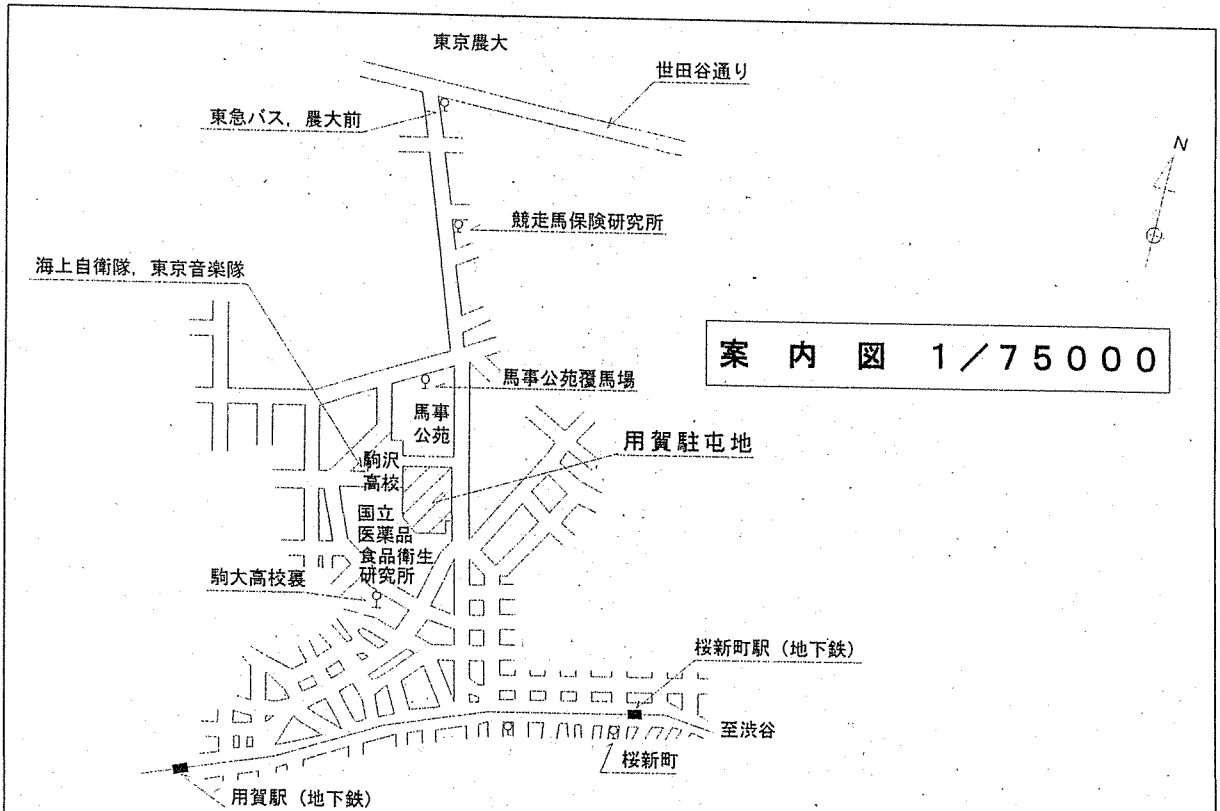 東京農大
世田谷通り
東急バス，農大前
N
競走馬保険研究所
海上自衛隊，東京音楽隊
案内図 1／75000
馬事公苑覆馬場
馬事
公苑
用賀駐屯地
駒沢
高校
国立
医薬品
食品衛生
研究所
駒大高校裏
桜新町駅（地下鉄）
至渋谷
桜新町
用賀駅（地下鉄）